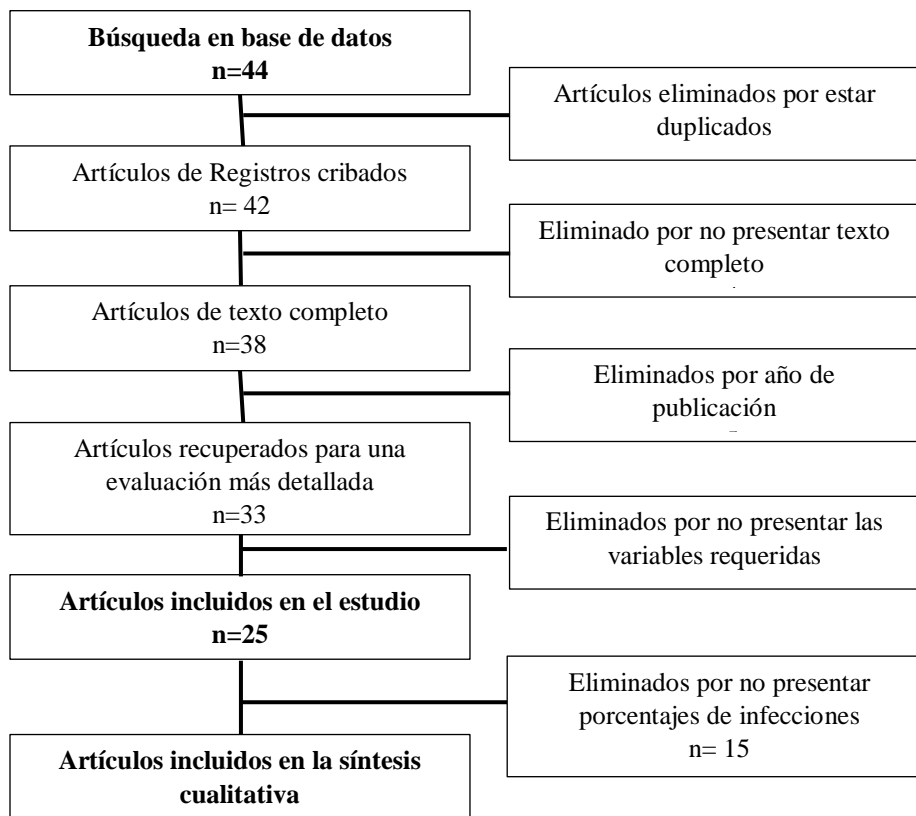 Búsqueda en base de datos
n=44
Artículos eliminados por estar
duplicados
Artículos de Registros cribados
n= 42
Eliminado por no presentar texto
completo
Artículos de texto completo
n=38
Eliminados por año de
publicación
Artículos recuperados para una
evaluación más detallada
n=33
Eliminados por no presentar las
variables requeridas
Artículos incluidos en el estudio
n=25
Eliminados por no presentar
porcentajes de infecciones
n= 15
Artículos incluidos en la síntesis
cualitativa